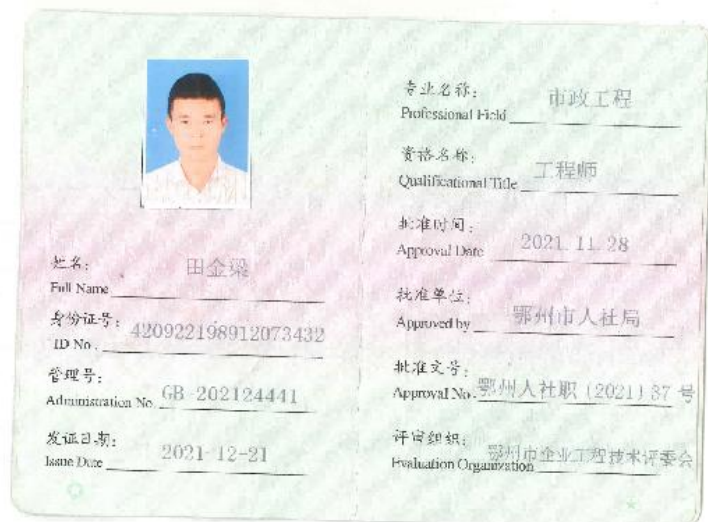 姓名：
田金梁
Full Name
身份证号：
420922198912073432
ID No.
管理号：
Administration No. GB-202124441
发证日期：
2021-12-21
Issue Date
专业名称：
市政工程
Professional Field
资格名称：
工程师
Qualificational Title
批准时间：
2021.11.28
Approval Date
批准单位：
鄂州市人社局
Approved by
批准文号：
Approval No. 鄂州人社职（2021）37 号
评审组织：
鄂州市企业工程技术评委会
Evaluation Organization